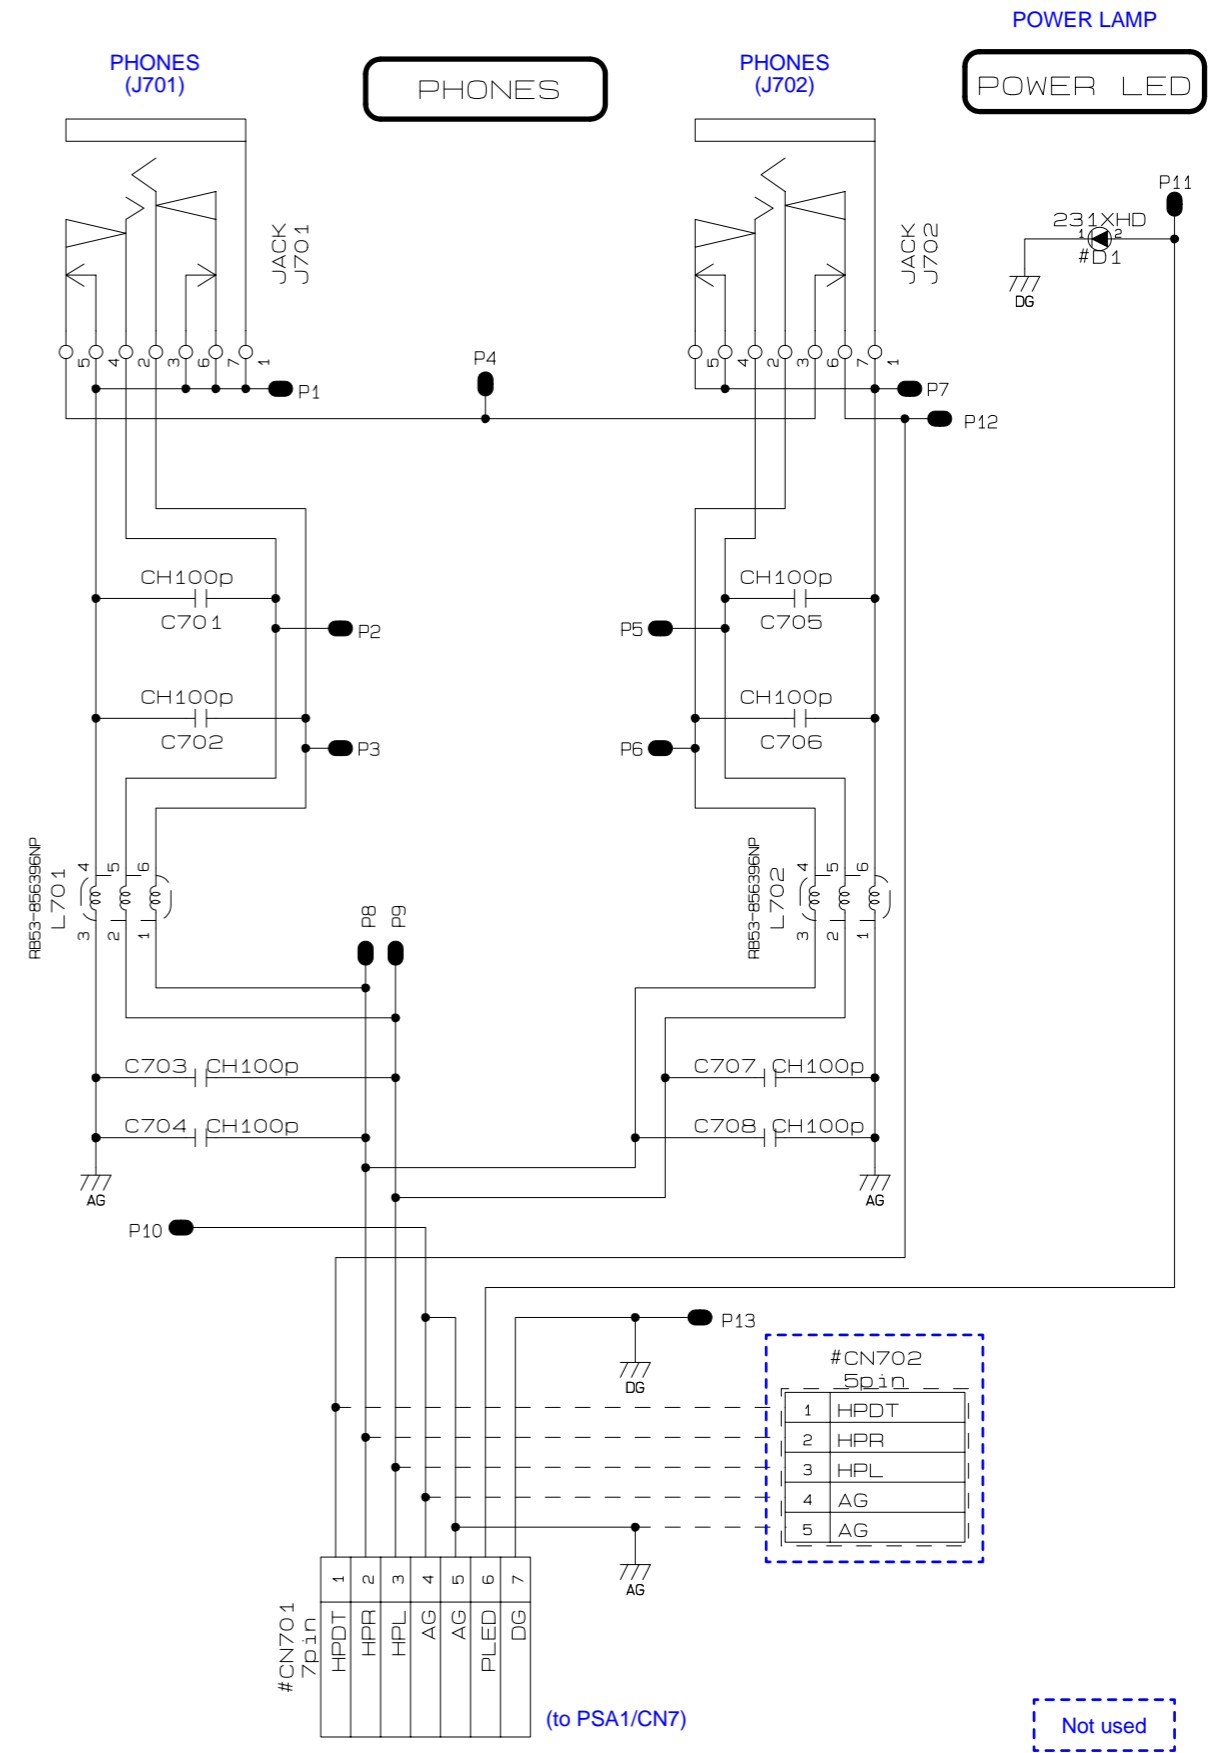 POWER LAMP
PHONES
(J701)
PHONES
PHONES
(J702)
POWER LED
P11
231XHD
1 2
#D1
DG
JACK
J701
JACK
J702
5 4 2 3 6 7 1
P1
P4
5 4 2 3 6 7 1
P7
P12
CH100p
C701
P2
CH100p
C702
P3
CH100p
C705
P5
CH100p
C706
P6
RB53-856396NP
L701
4 5 6
3 2 1
P8
P9
RB53-856396NP
L702
4 5 6
3 2 1
C703 CH100p
C704 CH100p
AG
C707 CH100p
C708 CH100p
AG
P10
P13
DG
#CN702
5pin
1 HPDT
2 HPR
3 HPL
4 AG
5 AG
AG
#CN701
7pin
1 2 3 4 5 6 7
HPDT HPR HPL AG AG PLED DG
(to PSA1/CN7)
Not used